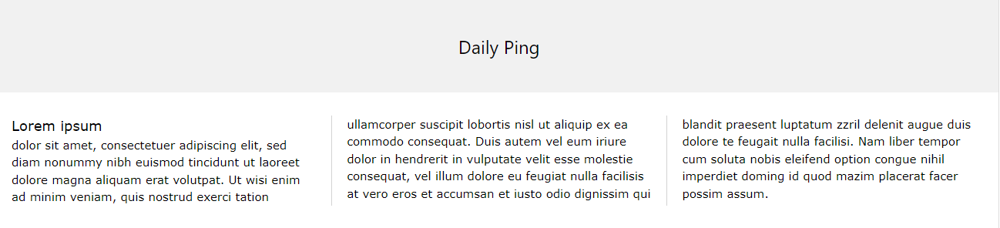 Daily Ping
Lorem ipsum
dolor sit amet, consectetuer adipiscing elit, sed
diam nonummy nibh euismod tincidunt ut laoreet
dolore magna aliquam erat volutpat. Ut wisi enim
ad minim veniam, quis nostrud exerci tation
ullamcorper suscipit lobortis nisl ut aliquip ex ea
commodo consequat. Duis autem vel eum iriure
dolor in hendrerit in vulputate velit esse molestie
consequat, vel illum dolore eu feugiat nulla facilisis
at vero eros et accumsan et iusto odio dignissim qui
blandit praesent luptatum zzril delenit augue duis
dolore te feugait nulla facilisi. Nam liber tempor
cum soluta nobis eleifend option congue nihil
imperdiet doming id quod mazim placerat facer
possim assum.